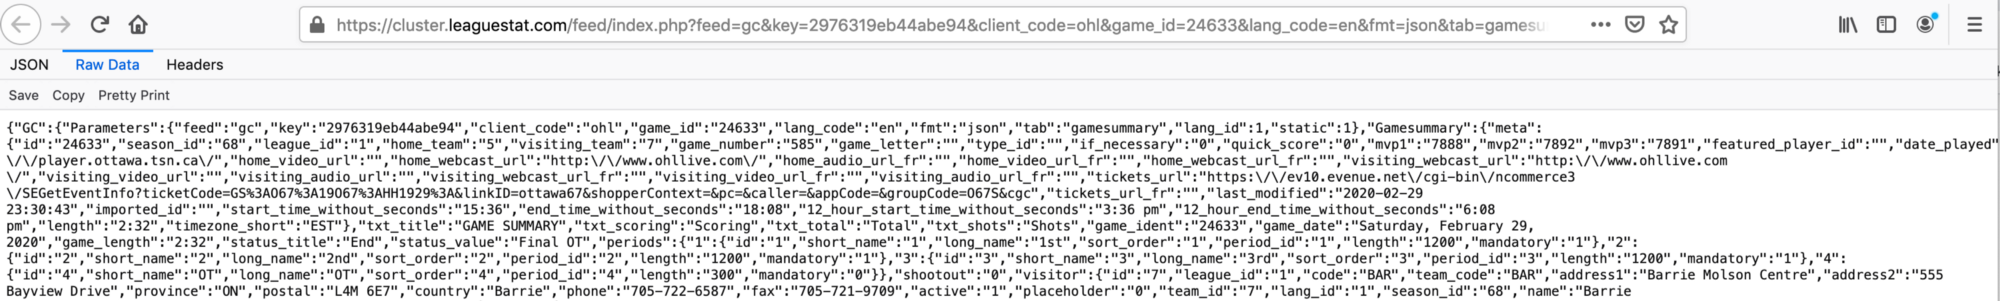 https://cluster.leaguestat.com/feed/index.php?feed=gc&key=2976319eb44abe94&client_code=ohl&game_id=24633&lang_code=en&fmt=json&tab=gamesu
JSON Raw Data Headers
Save Copy Pretty Print
{"GC":{"Parameters":{"feed":"gc","key":"2976319eb44abe94","client_code":"ohl","game_id":"24633","lang_code":"en","fmt":"json","tab":"gamesummary","lang_id":1,"static":1},"Gamesummary":{"meta":
{"id":"24633","season_id":"68","league_id":"1","home_team":"5","visiting_team":"7","game_number":"585","game_letter":"","type_id":"","if_necessary":"0","quick_score":"0","mvp1":"7888","mvp2":"7892","mvp3":"7891","featured_player_id":"","date_played"
\/\/player.ottawa.tsn.ca\/","home_video_url":"","home_webcast_url":"http:\/\/www.ohllive.com\/","home_audio_url_fr":"","home_video_url_fr":"","home_webcast_url_fr":"","visiting_webcast_url":"http:\/\/www.ohllive.com
\/","visiting_video_url":"","visiting_audio_url":"","visiting_webcast_url_fr":"","visiting_video_url_fr":"","visiting_audio_url_fr":"","tickets_url":"https:\/\/ev10.evenue.net\/cgi-bin\/ncommerce3
\/SEGetEventInfo?ticketCode=GS%3AO67%3A19O67%3AHH1929%3A&linkID=ottawa67&shopperContext=&pc=&caller=&appCode=&groupCode=O67S&cgc","tickets_url_fr":"","last_modified":"2020-02-29
23:30:43","imported_id":"","start_time_without_seconds":"15:36","end_time_without_seconds":"18:08","12_hour_start_time_without_seconds":"3:36 pm","12_hour_end_time_without_seconds":"6:08
pm","length":"2:32","timezone_short":"EST"},"txt_title":"GAME SUMMARY","txt_scoring":"Scoring","txt_total":"Total","txt_shots":"Shots","game_ident":"24633","game_date":"Saturday, February 29,
2020","game_length":"2:32","status_title":"End","status_value":"Final OT","periods":{"1":{"id":"1","short_name":"1","long_name":"1st","sort_order":"1","period_id":"1","length":"1200","mandatory":"1"},"2":
{"id":"2","short_name":"2","long_name":"2nd","sort_order":"2","period_id":"2","length":"1200","mandatory":"1"},"3":{"id":"3","short_name":"3","long_name":"3rd","sort_order":"3","period_id":"3","length":"1200","mandatory":"1"},"4":
{"id":"4","short_name":"OT","long_name":"OT","sort_order":"4","period_id":"4","length":"300","mandatory":"0"}},"shootout":"0","visitor":{"id":"7","league_id":"1","code":"BAR","team_code":"BAR","address1":"Barrie Molson Centre","address2":"555
Bayview Drive","province":"ON","postal":"L4M 6E7","country":"Barrie","phone":"705-722-6587","fax":"705-721-9709","active":"1","placeholder":"0","team_id":"7","lang_id":"1","season_id":"68","name":"Barrie